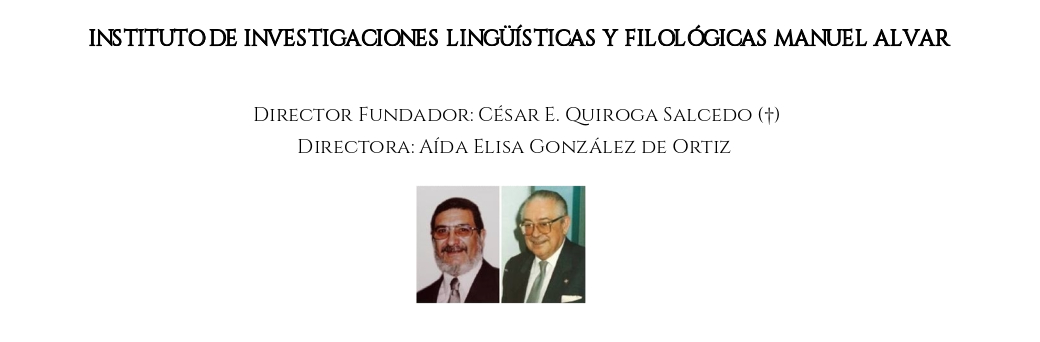 INSTITUTO DE INVESTIGACIONES LINGÜÍSTICAS Y FILOLÓGICAS MANUEL ALVAR
Director Fundador: César E. Quiroga Salcedo (†)
Directora: Aída Elisa González de Ortiz